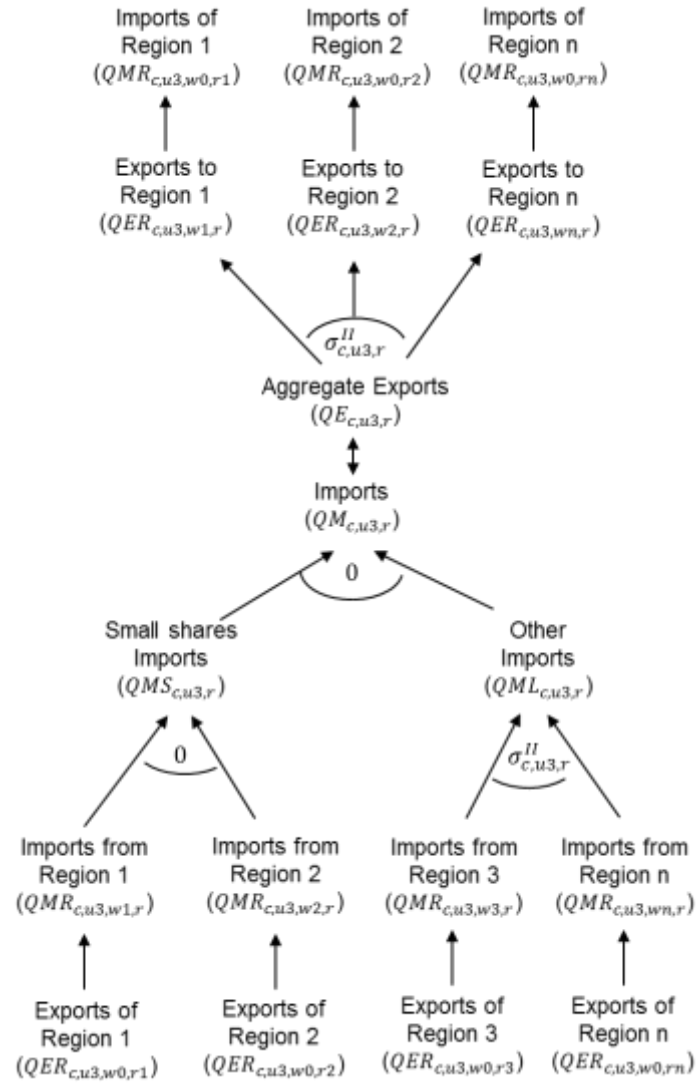 Imports of Region 1 (QMR_{c,u3,w0,r1})
Imports of Region 2 (QMR_{c,u3,w0,r2})
Imports of Region n (QMR_{c,u3,w0,rn})
Exports to Region 1 (QER_{c,u3,w1,r})
Exports to Region 2 (QER_{c,u3,w2,r})
Exports to Region n (QER_{c,u3,wn,r})
σ^{II}_{c,u3,r}
Aggregate Exports
(QE_{c,u3,r})
Imports
(QM_{c,u3,r})
0
Small shares
Imports
(QMS_{c,u3,r})
Other
Imports
(QML_{c,u3,r})
0
σ^{II}_{c,u3,r}
Imports from Region 1 (QMR_{c,u3,w1,r})
Imports from Region 2 (QMR_{c,u3,w2,r})
Imports from Region 3 (QMR_{c,u3,w3,r})
Imports from Region n (QMR_{c,u3,wn,r})
Exports of Region 1 (QER_{c,u3,w0,r1})
Exports of Region 2 (QER_{c,u3,w0,r2})
Exports of Region 3 (QER_{c,u3,w0,r3})
Exports of Region n (QER_{c,u3,w0,rn})